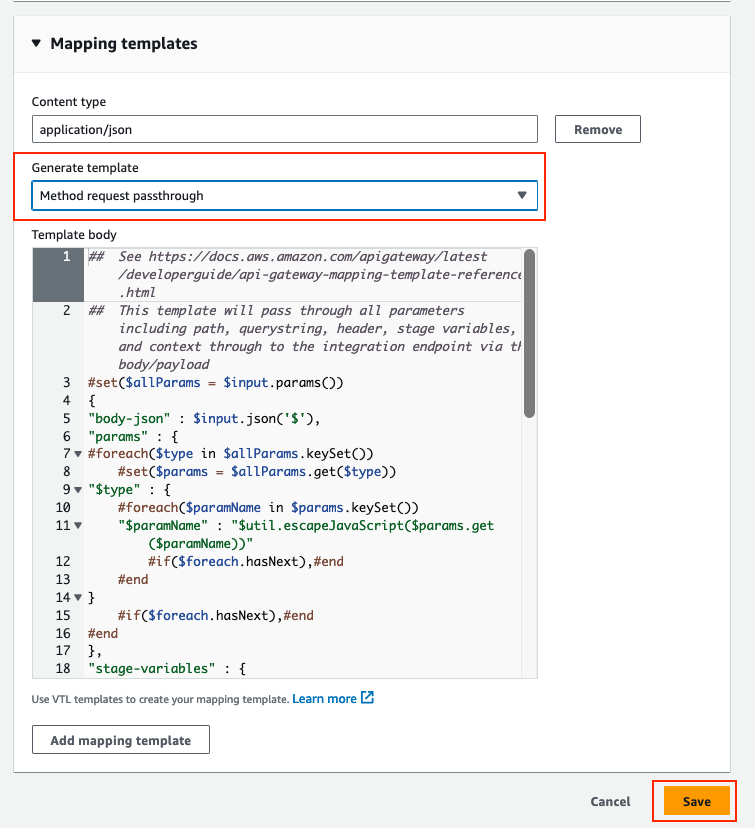 Mapping templates
Content type
application/json
Remove
Generate template
Method request passthrough
Template body
1 ##  See https://docs.aws.amazon.com/apigateway/latest
/developerguide/api-gateway-mapping-template-reference
.html
2 ##  This template will pass through all parameters
including path, querystring, header, stage variables,
and context through to the integration endpoint via th
body/payload
3 #set($allParams = $input.params())
4 {
5 "body-json" : $input.json('$'),
6 "params" : {
7 #foreach($type in $allParams.keySet())
8     #set($params = $allParams.get($type))
9 "$type" : {
10     #foreach($paramName in $params.keySet())
11     "$paramName" : "$util.escapeJavaScript($params.get
($paramName))"
12         #if($foreach.hasNext),#end
13     #end
14 }
15     #if($foreach.hasNext),#end
16 #end
17 },
18 "stage-variables" : {
Use VTL templates to create your mapping template. Learn more
Add mapping template
Cancel
Save